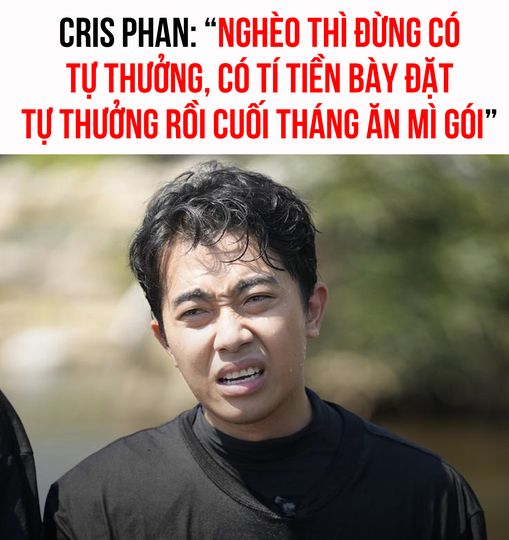 CRIS PHAN: “NGHÈO THÌ ĐỪNG CÓ
TỰ THƯỞNG, CÓ TÍ TIỀN BÀY ĐẶT
TỰ THƯỞNG RỒI CUỐI THÁNG ĂN MÌ GÓI”